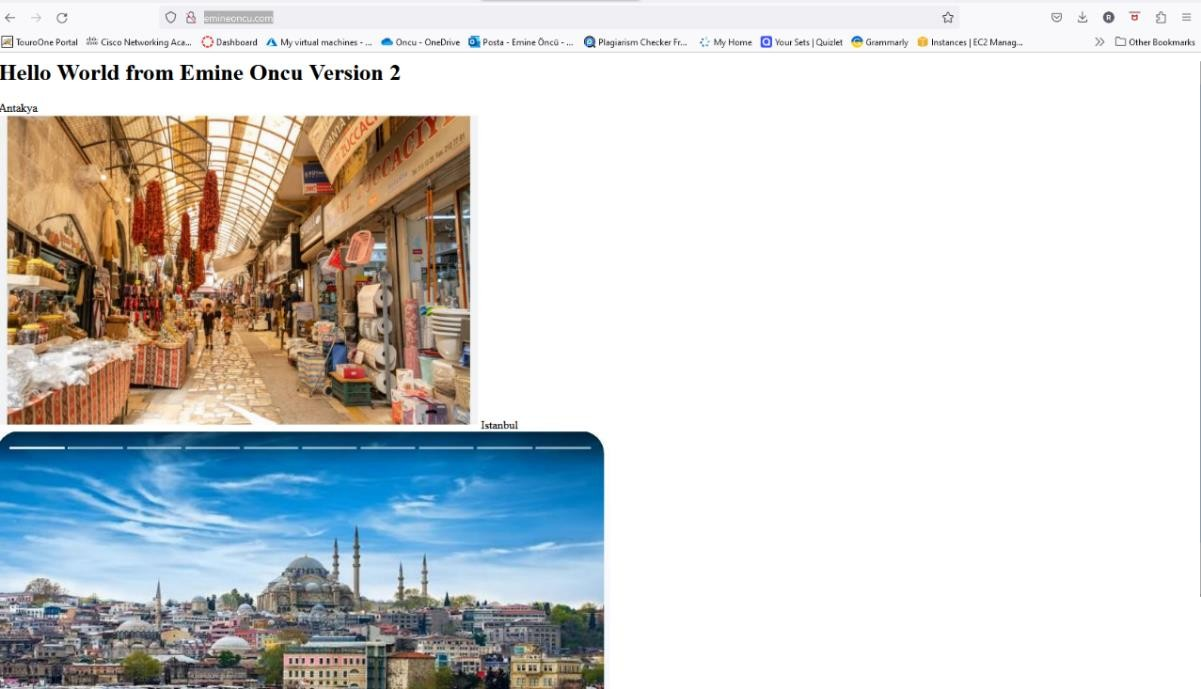 emineoncu.com
TouroOne Portal Cisco Networking Aca... Dashboard My virtual machines - ... Oncu - OneDrive Posta - Emine Öncü - ... Plagiarism Checker Fr... My Home Your Sets | Quizlet Grammarly Instances | EC2 Manag... Other Bookmarks
Hello World from Emine Oncu Version 2
Antakya
ZÜCCACİYE
Istanbul